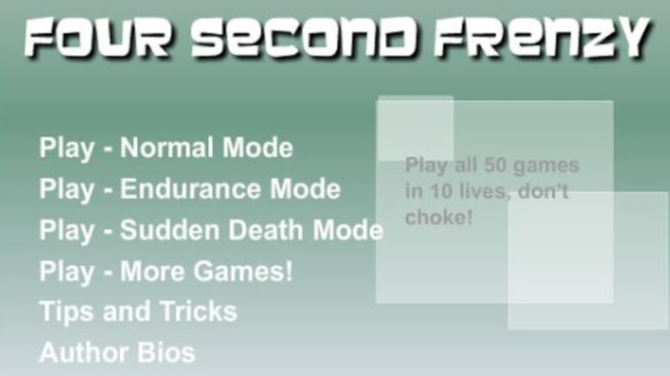 FOUR SECOND FRENZY
Play - Normal Mode
Play - Endurance Mode
Play - Sudden Death Mode
Play - More Games!
Tips and Tricks
Author Bios
Play all 50 games
in 10 lives, don't
choke!